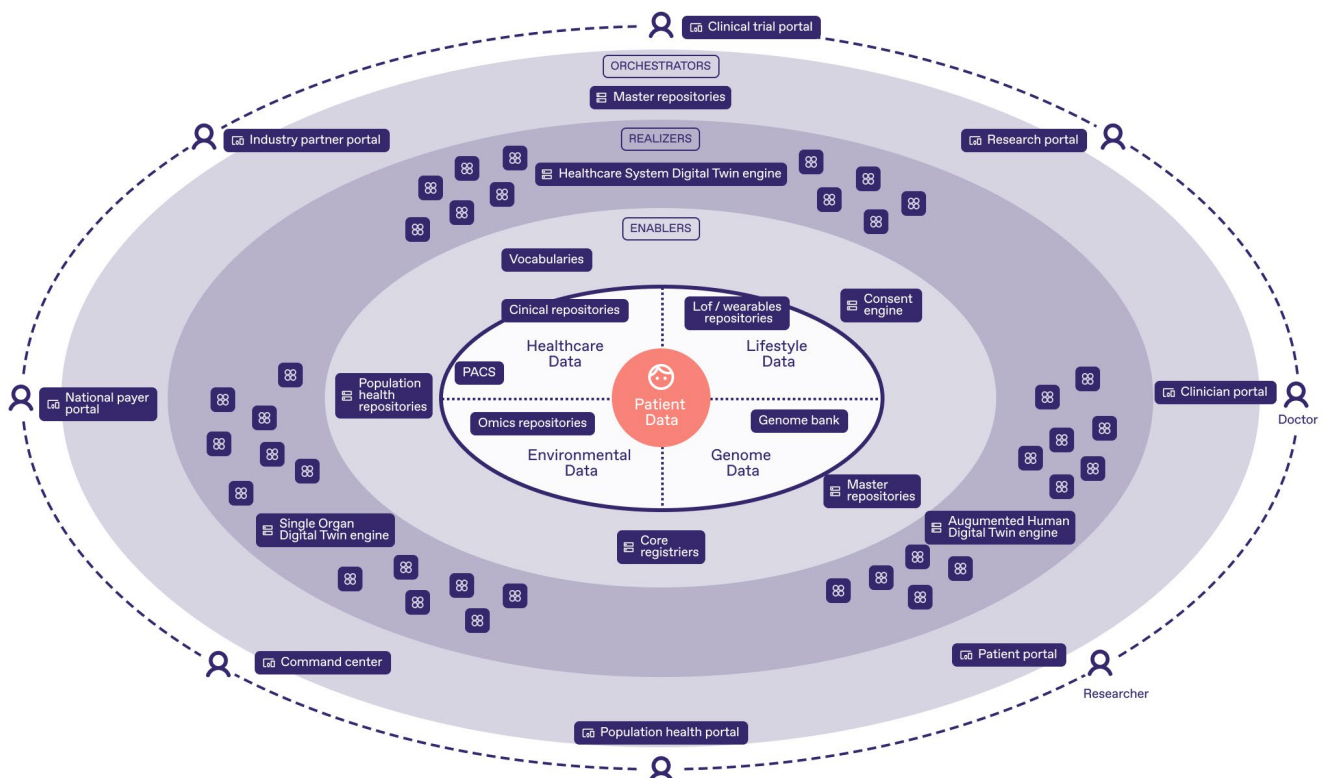 Clinical trial portal
ORCHESTRATORS
Master repositories
Industry partner portal
REALIZERS
Research portal
Healthcare System Digital Twin engine
ENABLERS
Vocabularies
Cinical repositories
Lof / wearables
repositories
Consent
engine
Healthcare
Data
Lifestyle
Data
PACS
Population
health
repositories
National payer
portal
Patient
Data
Clinician portal
Doctor
Omics repositories
Genome bank
Environmental
Data
Genome
Data
Master
repositories
Single Organ
Digital Twin engine
Core
registriers
Augumented Human
Digital Twin engine
Command center
Patient portal
Researcher
Population health portal